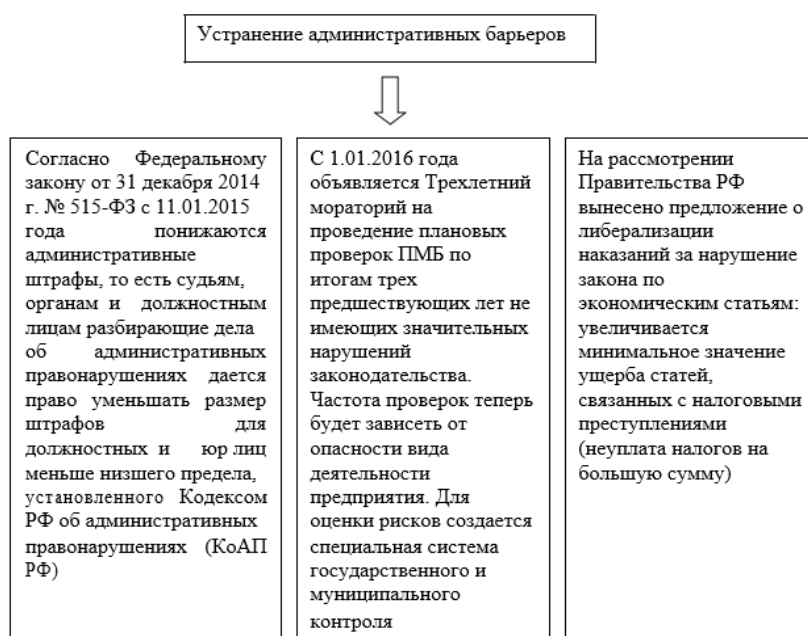 Устранение административных барьеров
Согласно Федеральному
закону от 31 декабря 2014
г. № 515-ФЗ с 11.01.2015
года понижаются
административные
штрафы, то есть судьям,
органам и должностным
лицам разбирающие дела
об административных
правонарушениях дается
право уменьшать размер
штрафов для
должностных и юр лиц
меньше низшего предела,
установленного Кодексом
РФ об административных
правонарушениях (КоАП
РФ)
С 1.01.2016 года
объявляется Трехлетний
мораторий на
проведение плановых
проверок ПМБ по
итогам трех
предшествующих лет не
имеющих значительных
нарушений
законодательства.
Частота проверок теперь
будет зависеть от
опасности вида
деятельности
предприятия. Для
оценки рисков создается
специальная система
государственного и
муниципального
контроля
На рассмотрении
Правительства РФ
вынесено предложение о
либерализации
наказаний за нарушение
закона по
экономическим статьям:
увеличивается
минимальное значение
ущерба статей,
связанных с налоговыми
преступлениями
(неуплата налогов на
большую сумму)